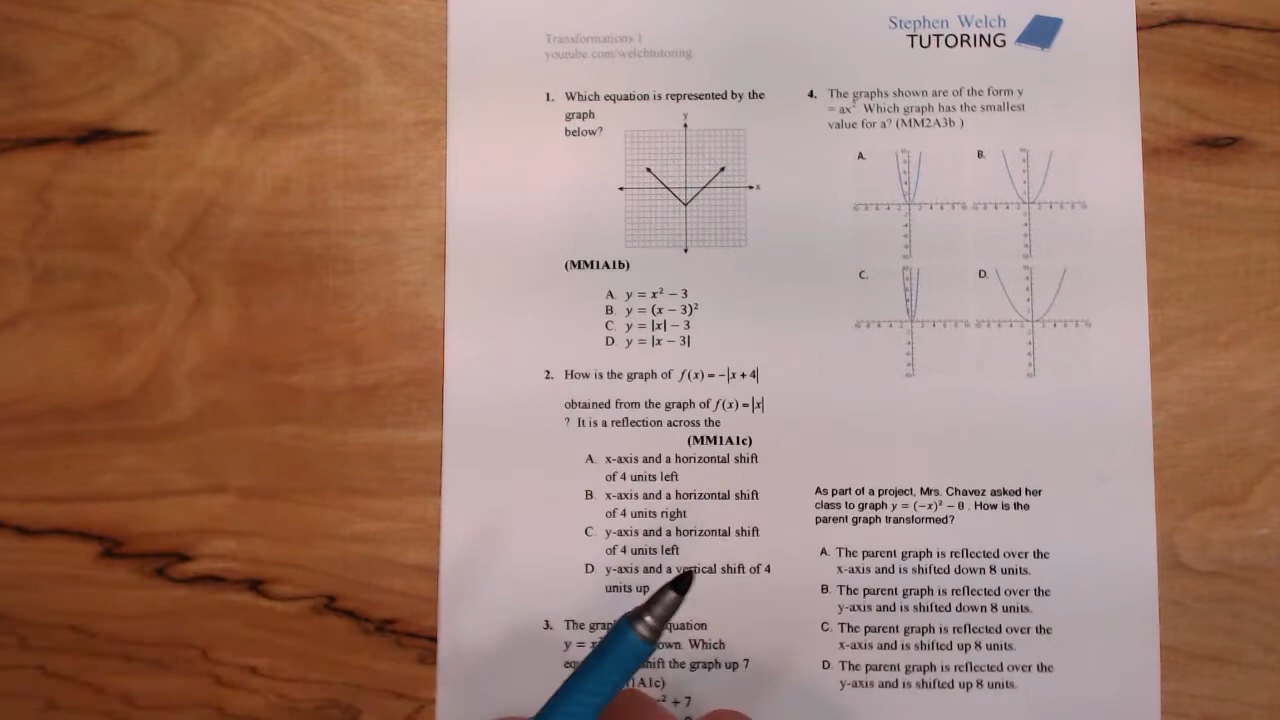 Transformations 1
youtube.com/welchtutoring
Stephen Welch
TUTORING
1. Which equation is represented by the
graph
below?
y
x
(MM1A1b)
A. y = x² − 3
B. y = (x − 3)²
C. y = |x| − 3
D. y = |x − 3|
2. How is the graph of f(x) = −|x + 4|
obtained from the graph of f(x) = |x|
? It is a reflection across the
(MM1A1c)
A. x-axis and a horizontal shift
of 4 units left
B. x-axis and a horizontal shift
of 4 units right
C. y-axis and a horizontal shift
of 4 units left
D. y-axis and a vertical shift of 4
units up
3. The
y = Which
the graph up 7
+ 7
4. The graphs shown are of the form y
= ax². Which graph has the smallest
value for a? (MM2A3b )
A.
B.
C.
D.
As part of a project, Mrs. Chavez asked her
class to graph y = (−x)² − 8 . How is the
parent graph transformed?
A. The parent graph is reflected over the
x-axis and is shifted down 8 units.
B. The parent graph is reflected over the
y-axis and is shifted down 8 units.
C. The parent graph is reflected over the
x-axis and is shifted up 8 units.
D. The parent graph is reflected over the
y-axis and is shifted up 8 units.